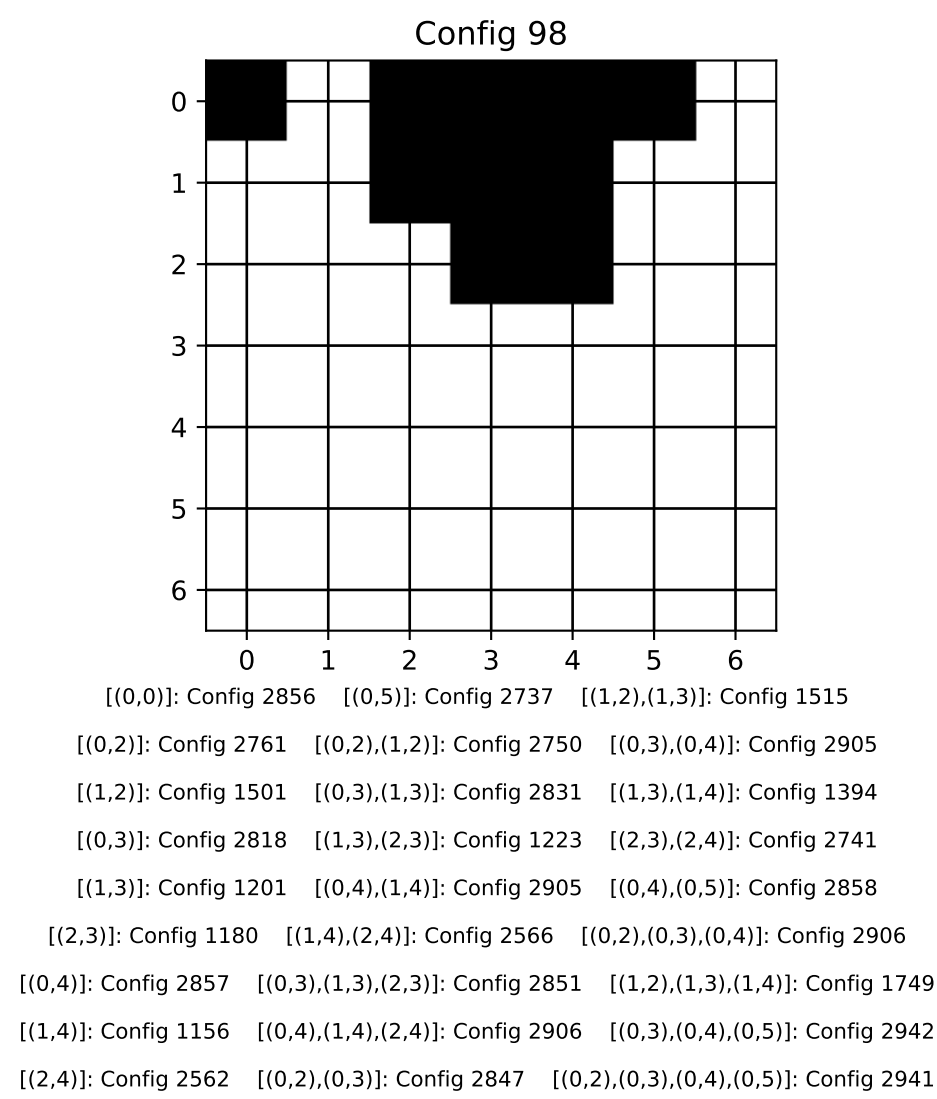 Config 98
0
1
2
3
4
5
6
0 1 2 3 4 5 6
[(0,0)]: Config 2856 [(0,5)]: Config 2737 [(1,2),(1,3)]: Config 1515
[(0,2)]: Config 2761 [(0,2),(1,2)]: Config 2750 [(0,3),(0,4)]: Config 2905
[(1,2)]: Config 1501 [(0,3),(1,3)]: Config 2831 [(1,3),(1,4)]: Config 1394
[(0,3)]: Config 2818 [(1,3),(2,3)]: Config 1223 [(2,3),(2,4)]: Config 2741
[(1,3)]: Config 1201 [(0,4),(1,4)]: Config 2905 [(0,4),(0,5)]: Config 2858
[(2,3)]: Config 1180 [(1,4),(2,4)]: Config 2566 [(0,2),(0,3),(0,4)]: Config 2906
[(0,4)]: Config 2857 [(0,3),(1,3),(2,3)]: Config 2851 [(1,2),(1,3),(1,4)]: Config 1749
[(1,4)]: Config 1156 [(0,4),(1,4),(2,4)]: Config 2906 [(0,3),(0,4),(0,5)]: Config 2942
[(2,4)]: Config 2562 [(0,2),(0,3)]: Config 2847 [(0,2),(0,3),(0,4),(0,5)]: Config 2941